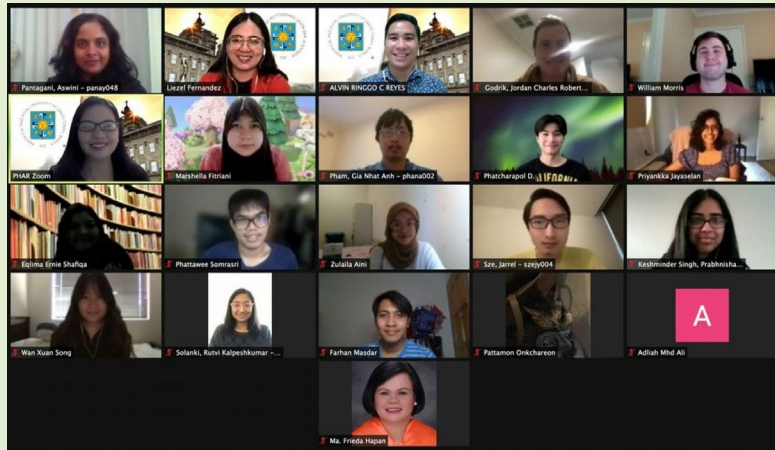 Pantagani, Aswini - panay048
Liezel Fernandez
ALVIN RINGGO C REYES
Godrik, Jordan Charles Robert...
William Morris
PHAR Zoom
Marshella Fitriani
Pham, Gia Nhat Anh - phana002
Phatcharapol D.
Priyankka Jayaselan
CALIFORNIA
Eqlima Ernie Shafiqa
Phattawee Somrasri
Zulaila Aini
Sze, Jarrel - szejy004
Keshminder Singh, Prabhnisha...
Wan Xuan Song
Solanki, Rutvi Kalpeshkumar -...
Farhan Masdar
Pattamon Onkchareon
A
Adliah Mhd Ali
Ma. Frieda Hapan